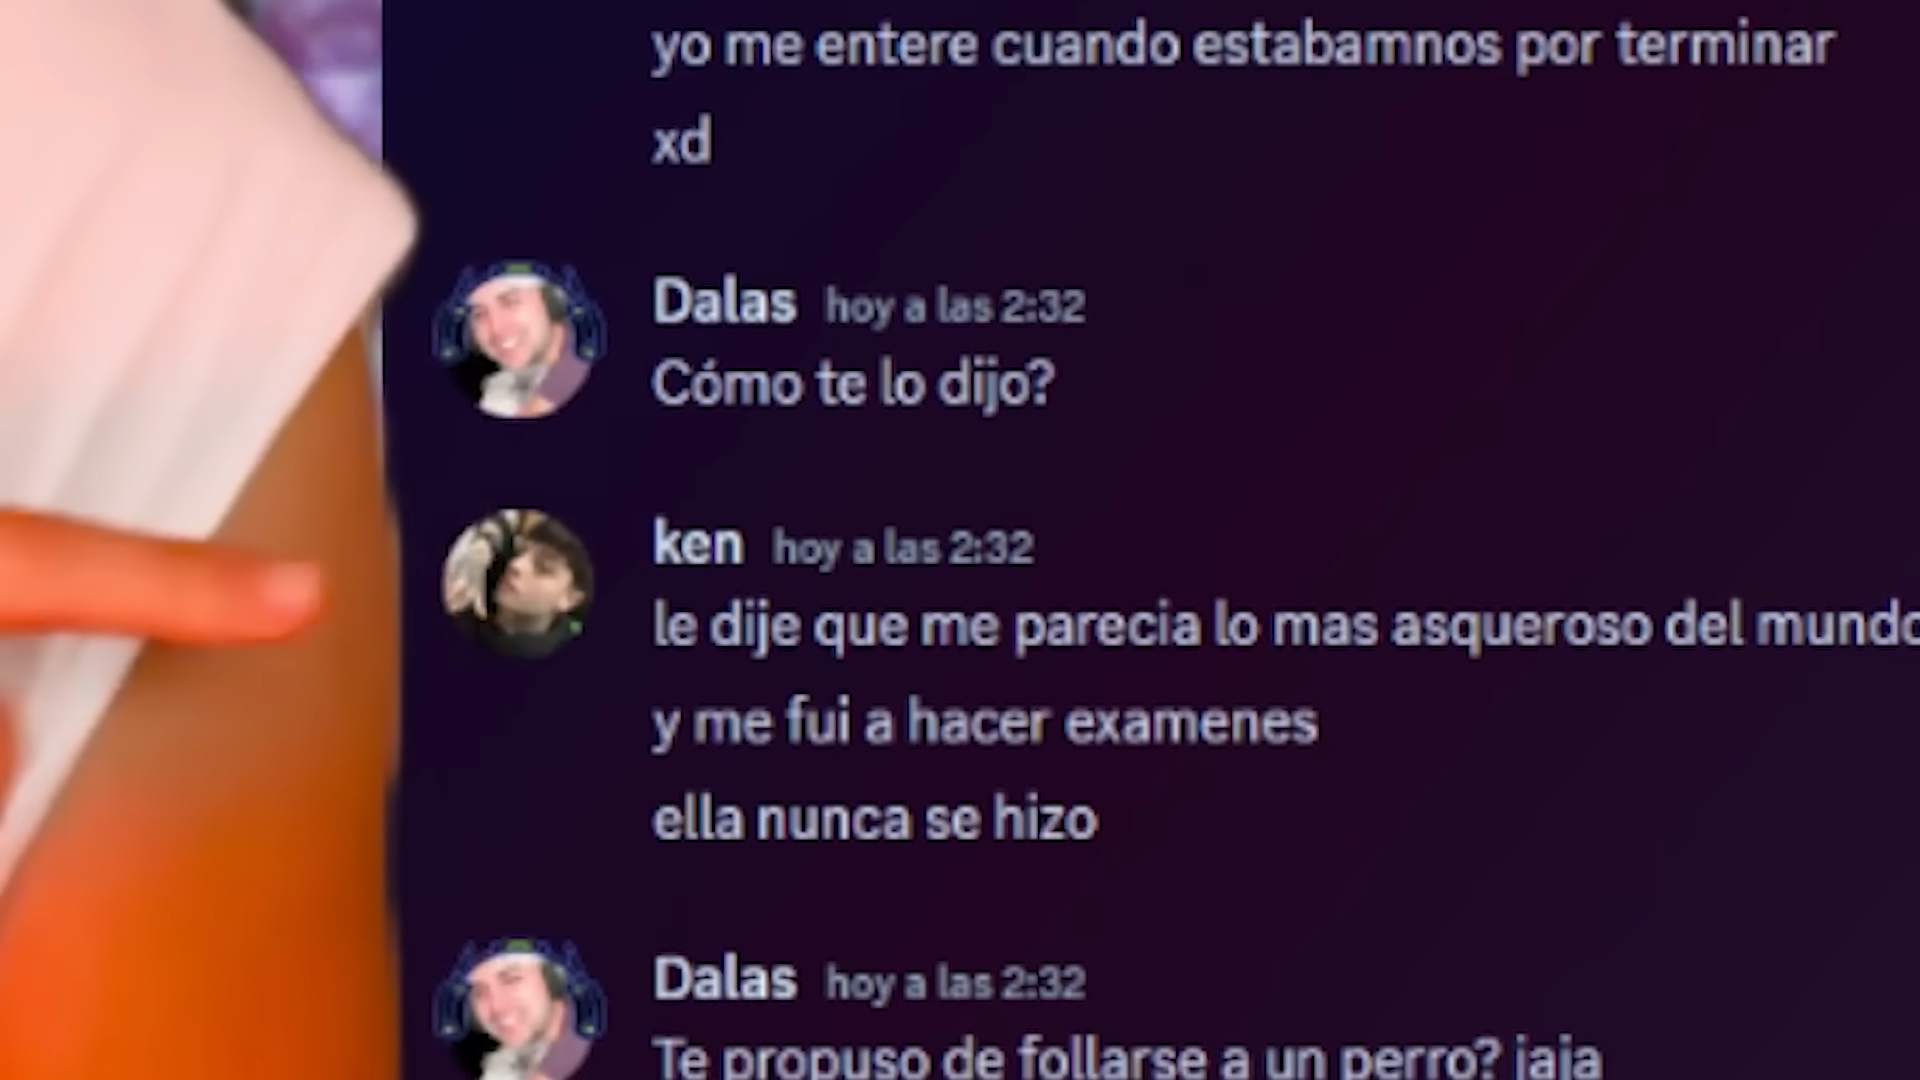 yo me entere cuando estabamnos por terminar
xd
Dalas hoy a las 2:32
Cómo te lo dijo?
ken hoy a las 2:32
le dije que me parecia lo mas asqueroso del mundo
y me fui a hacer examenes
ella nunca se hizo
Dalas hoy a las 2:32
Te propuso de follarse a un perro? jaja